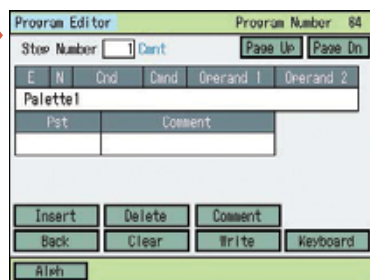 Program Editor Program Number 64
Step Number 1 Cmnt Page Up Page Dn
E N Cnd Cmnd Operand 1 Operand 2
Palette1
Pst Comment
Insert Delete Comment
Back Clear Write Keyboard
Alph